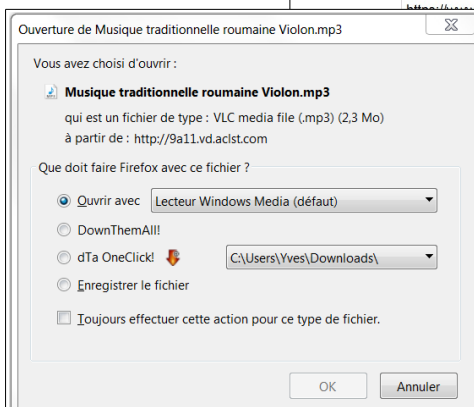 Ouverture de Musique traditionnelle roumaine Violon.mp3
Vous avez choisi d'ouvrir :
Musique traditionnelle roumaine Violon.mp3
qui est un fichier de type : VLC media file (.mp3) (2,3 Mo)
à partir de : http://9a11.vd.aclst.com
Que doit faire Firefox avec ce fichier ?
Ouvrir avec Lecteur Windows Media (défaut)
DownThemAll!
dTa OneClick! C:\Users\Yves\Downloads\
Enregistrer le fichier
Toujours effectuer cette action pour ce type de fichier.
OK Annuler